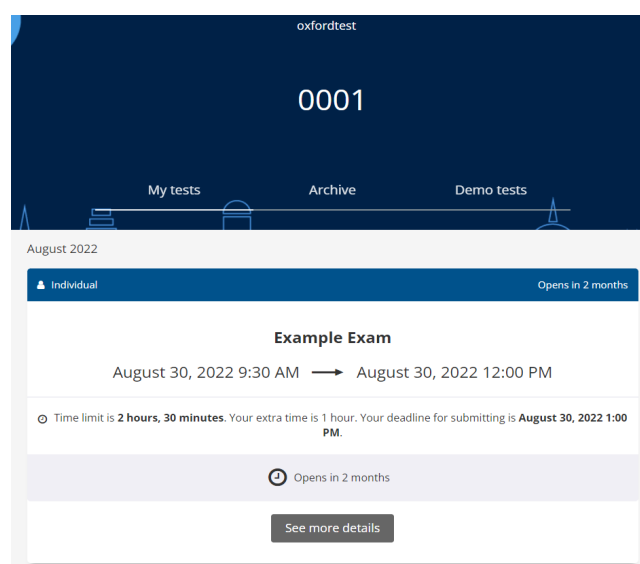 oxfordtest
0001
My tests Archive Demo tests
August 2022
Individual Opens in 2 months
Example Exam
August 30, 2022 9:30 AM → August 30, 2022 12:00 PM
Time limit is 2 hours, 30 minutes. Your extra time is 1 hour. Your deadline for submitting is August 30, 2022 1:00
PM.
Opens in 2 months
See more details